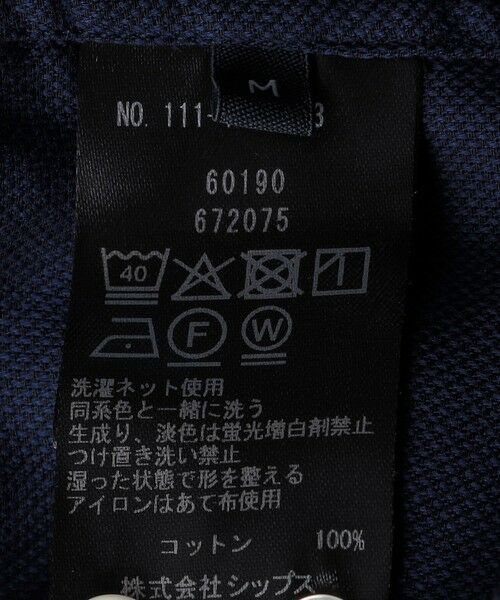 M
NO. 111-
60190
672075
40
F W
洗濯ネット使用
同系色と一緒に洗う
生成り、淡色は蛍光増白剤禁止
つけ置き洗い禁止
湿った状態で形を整える
アイロンはあて布使用
コットン 100%
株式会社シップス